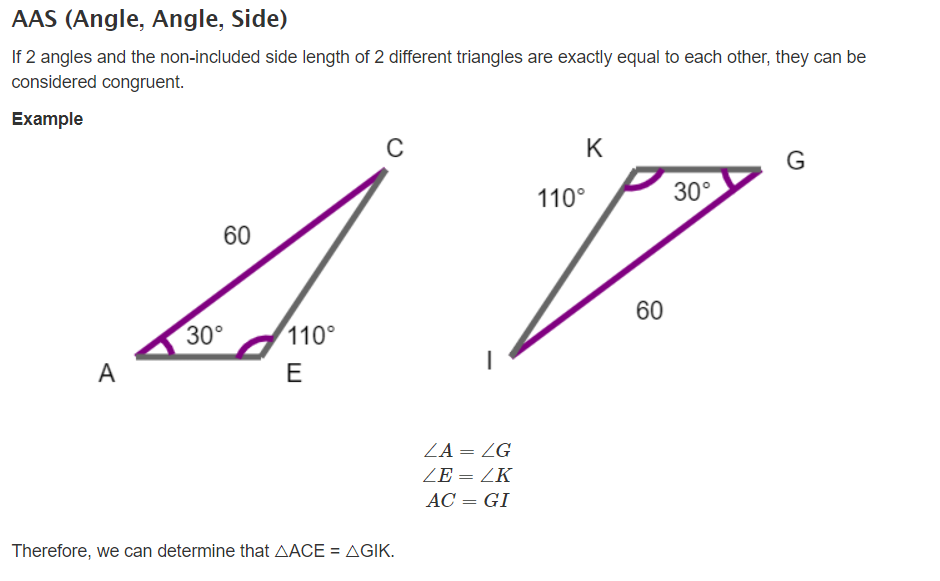 AAS (Angle, Angle, Side)
If 2 angles and the non-included side length of 2 different triangles are exactly equal to each other, they can be
considered congruent.
Example
C
K
G
110°
30°
60
60
30°
110°
A
E
I
∠A = ∠G
∠E = ∠K
AC = GI
Therefore, we can determine that △ACE = △GIK.